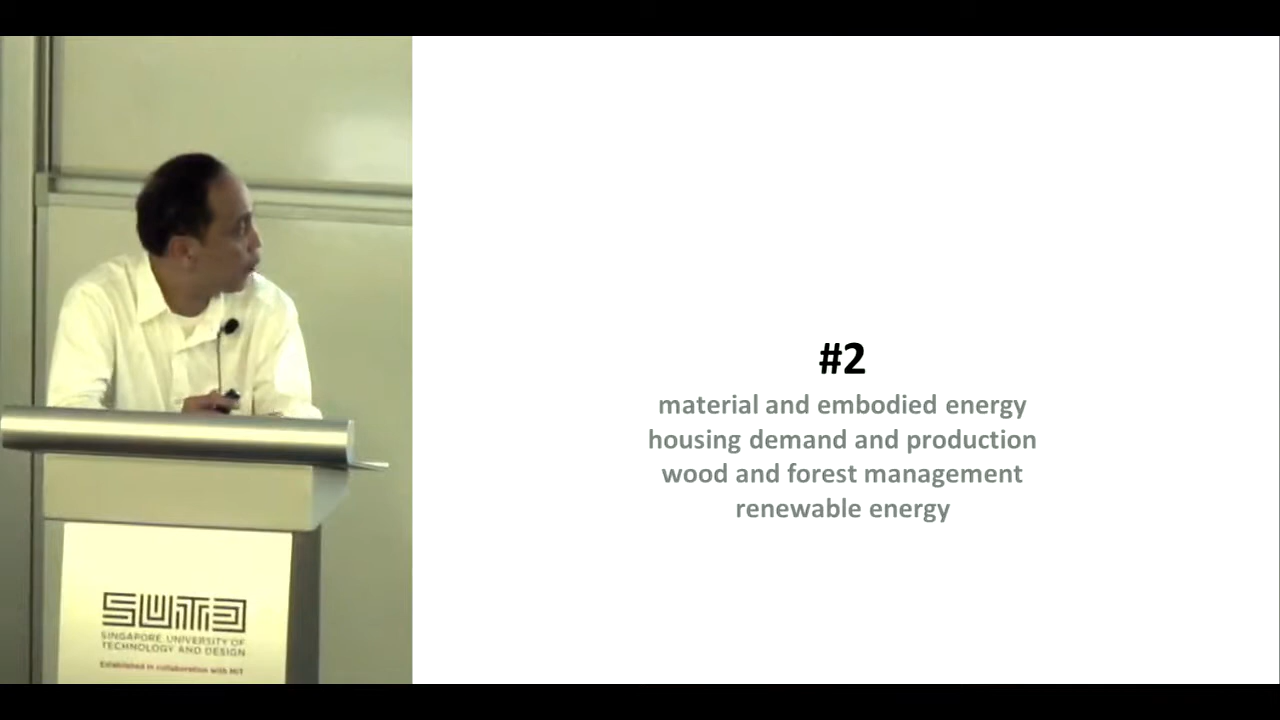 #2
material and embodied energy
housing demand and production
wood and forest management
renewable energy
SUTD
SINGAPORE UNIVERSITY OF
TECHNOLOGY AND DESIGN
Established in collaboration with MIT